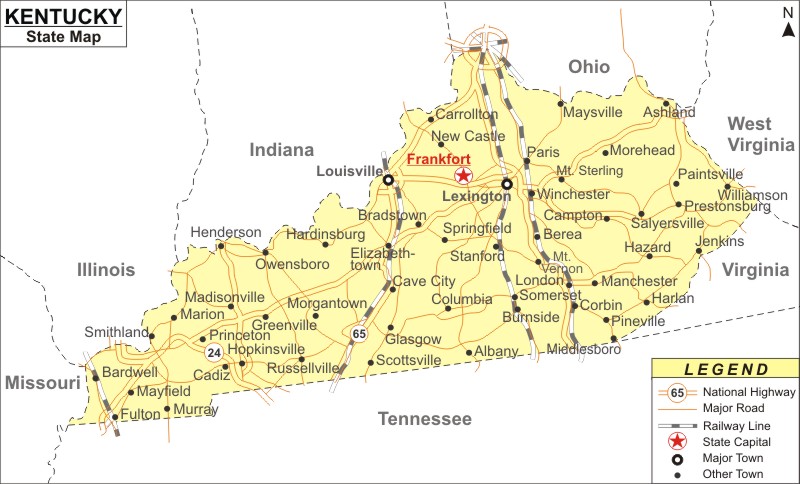 KENTUCKY
State Map
N
Ohio
Indiana
West
Virginia
Illinois
Virginia
Missouri
Tennessee
Carrollton
Maysville
Ashland
New Castle
Frankfort
Paris
Morehead
Mt. Sterling
Louisville
Paintsville
Lexington
Winchester
Williamson
Prestonsburg
Bradstown
Campton
Salyersville
Henderson
Hardinsburg
Springfield
Berea
Elizabeth-
town
Stanford
Hazard
Jenkins
Owensboro
Mt.
Vernon
Cave City
London
Manchester
Madisonville
Morgantown
Columbia
Somerset
Corbin
Harlan
Marion
Greenville
Burnside
Pineville
Smithland
Princeton
65
Glasgow
24
Hopkinsville
Albany
Middlesboro
Bardwell
Cadiz
Russellville
Scottsville
Mayfield
Fulton
Murray
LEGEND
65 National Highway
Major Road
Railway Line
State Capital
Major Town
Other Town